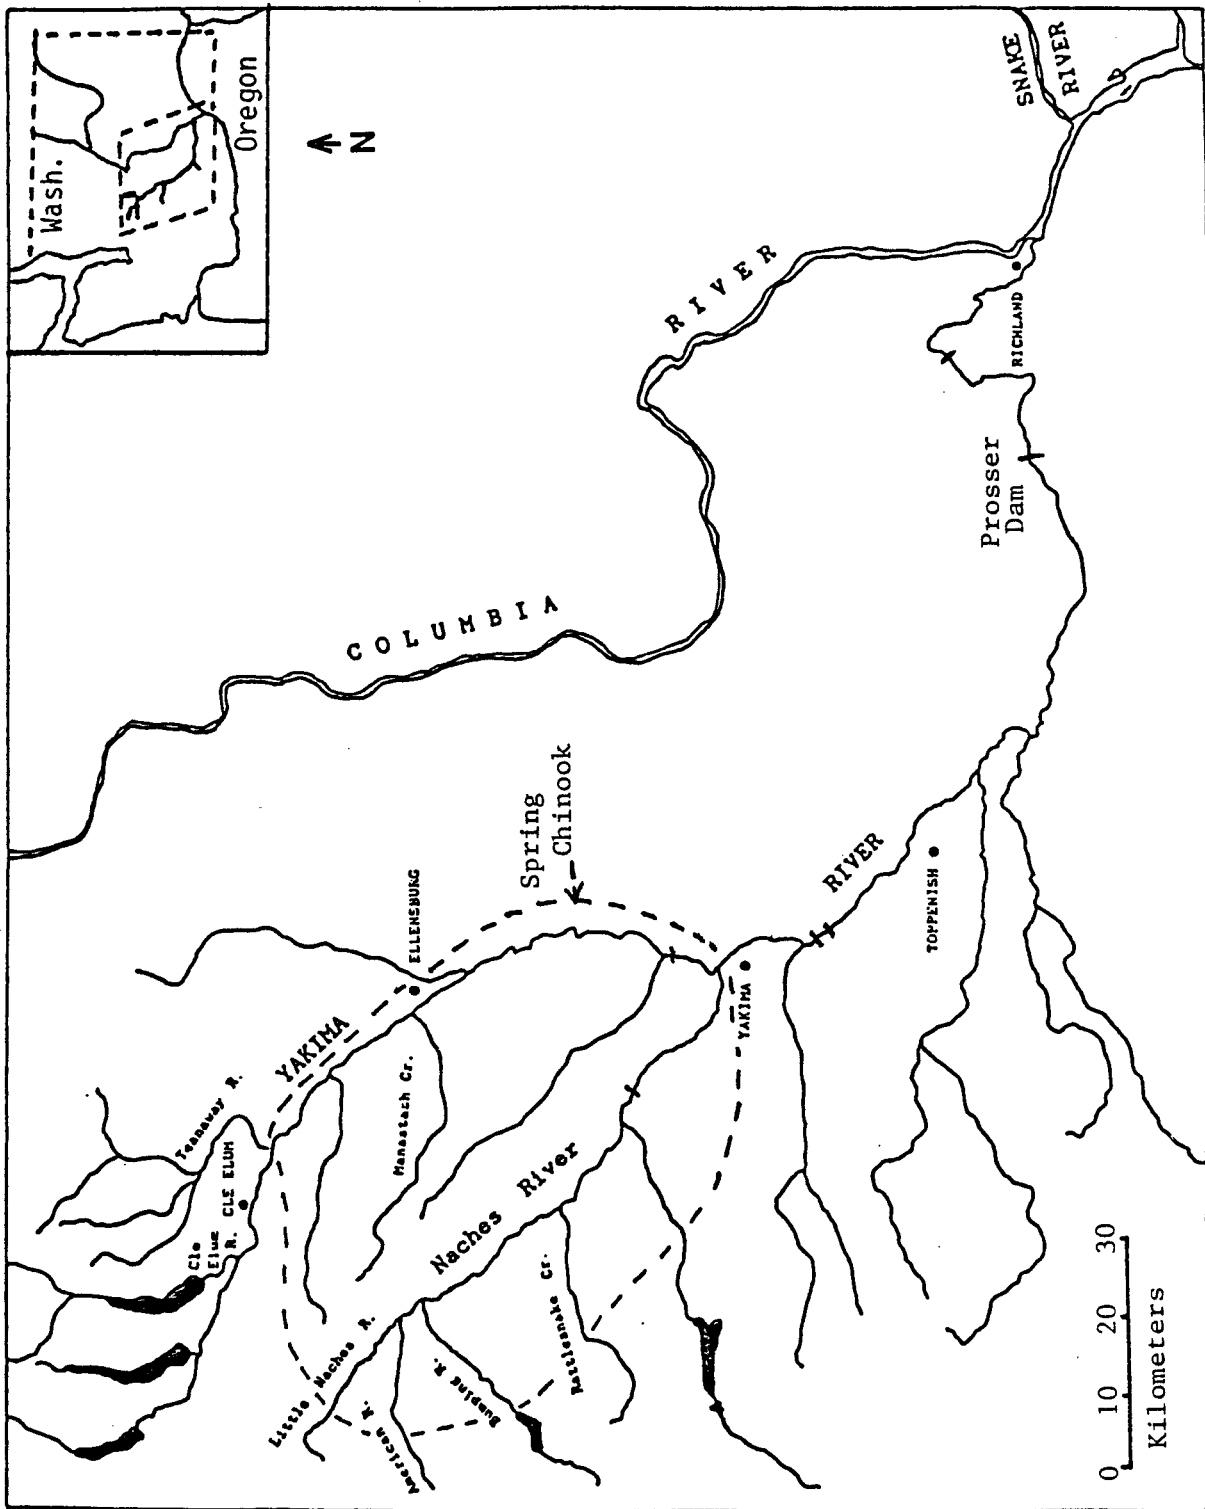 Wash.
Oregon
N
SNAKE
RIVER
COLUMBIA
RIVER
RICHLAND
Prosser
Dam
Spring
Chinook
ELLENSBURG
YAKIMA
RIVER
TOPPENISH
YAKIMA
Teanaway R.
CLE ELUM
Cle
Elum
R.
Manastash Cr.
Naches River
Little Naches R.
American R.
Bumping R.
Rattlesnake Cr.
0 10 20 30
Kilometers